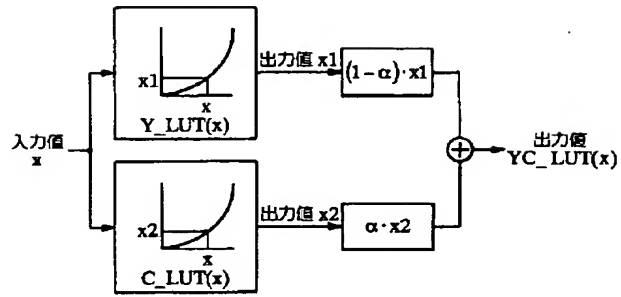 入力値
x
x1
x
Y_LUT(x)
出力値 x1
(1-α)·x1
x2
x
C_LUT(x)
出力値 x2
α·x2
+
出力値
YC_LUT(x)